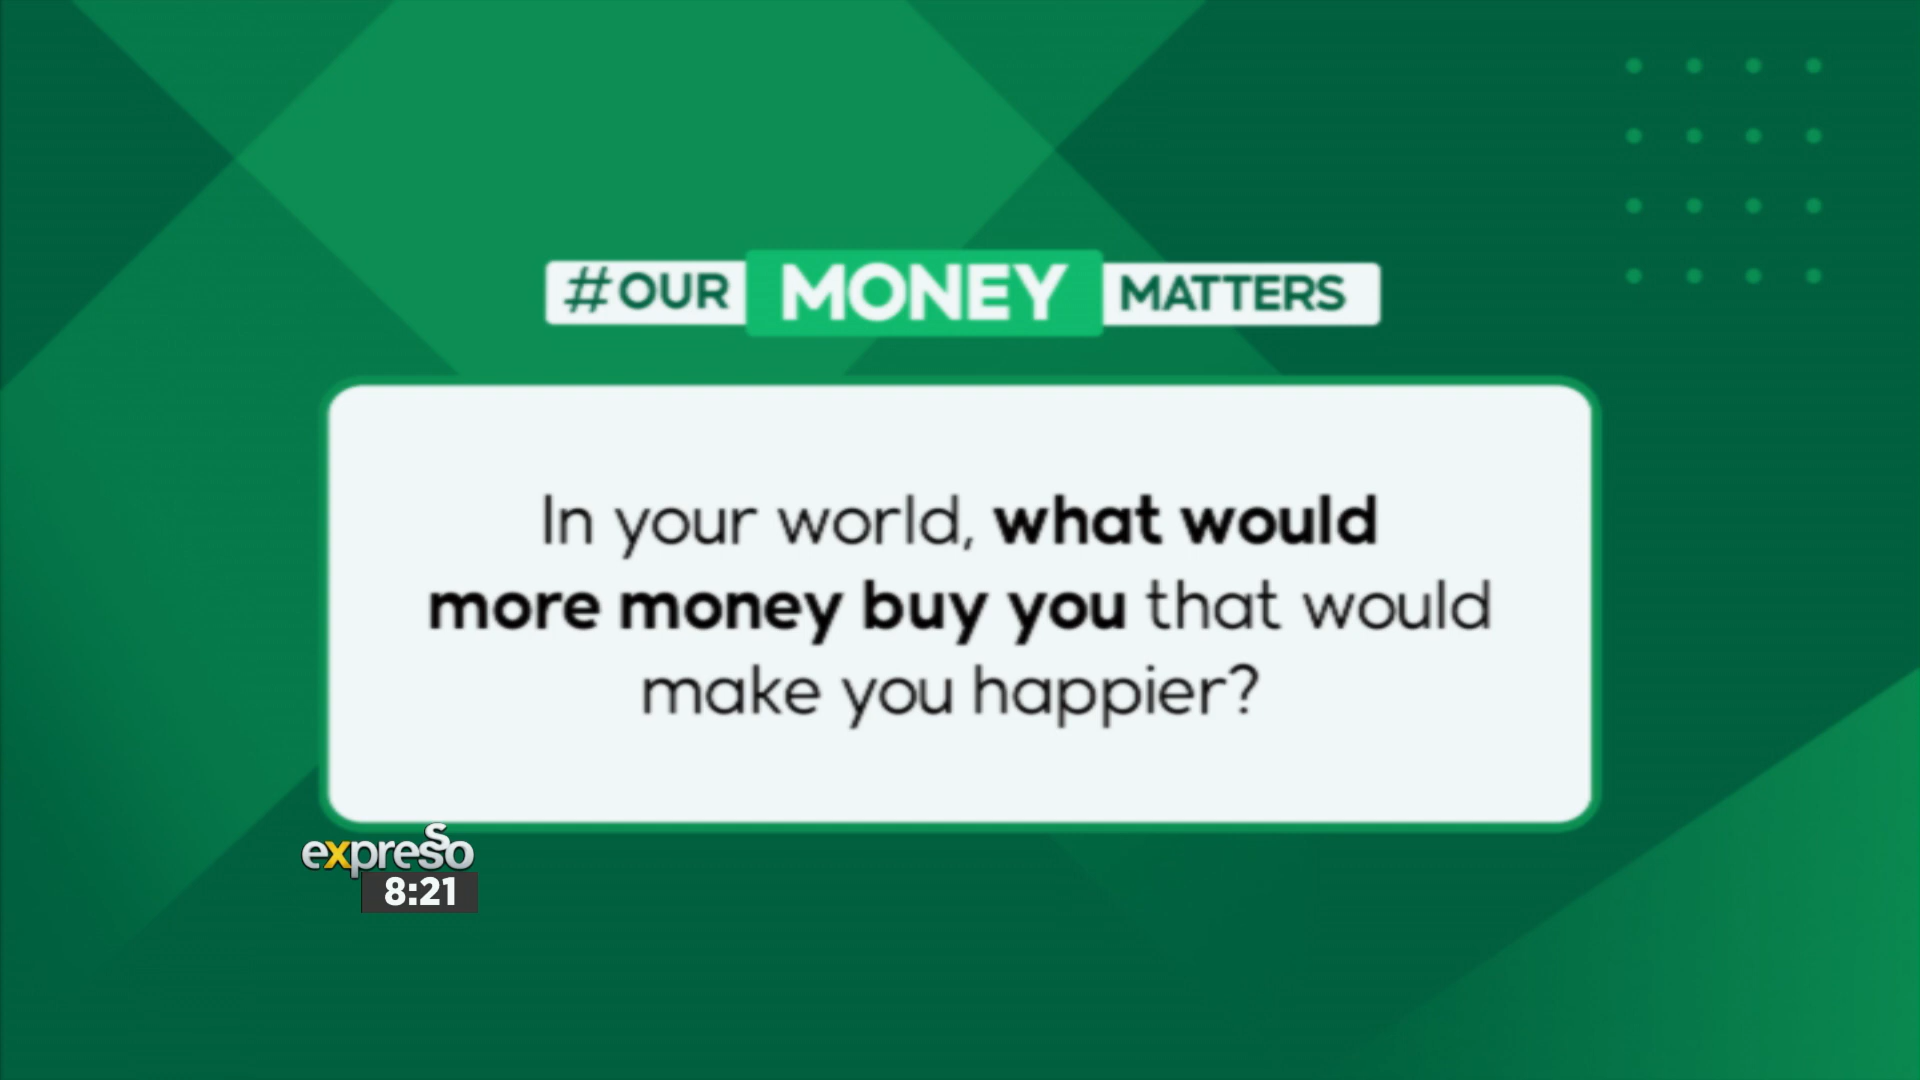 #OUR MONEY MATTERS
In your world, what would
more money buy you that would
make you happier?
expresso
8:21